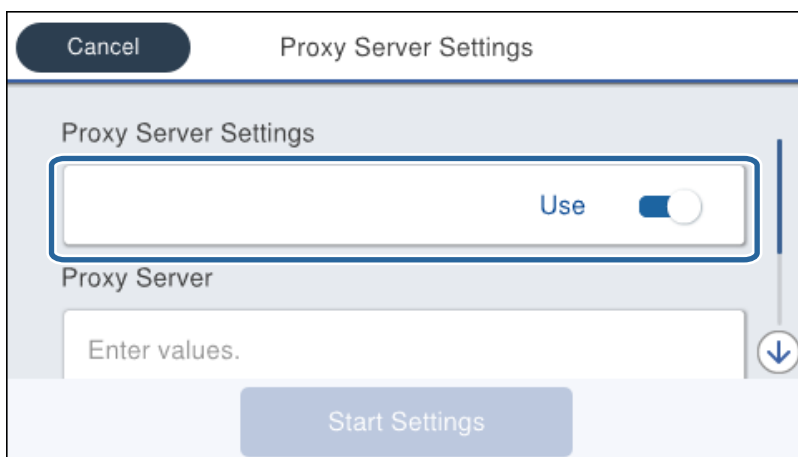 Cancel
Proxy Server Settings
Proxy Server Settings
Use
Proxy Server
Enter values.
Start Settings